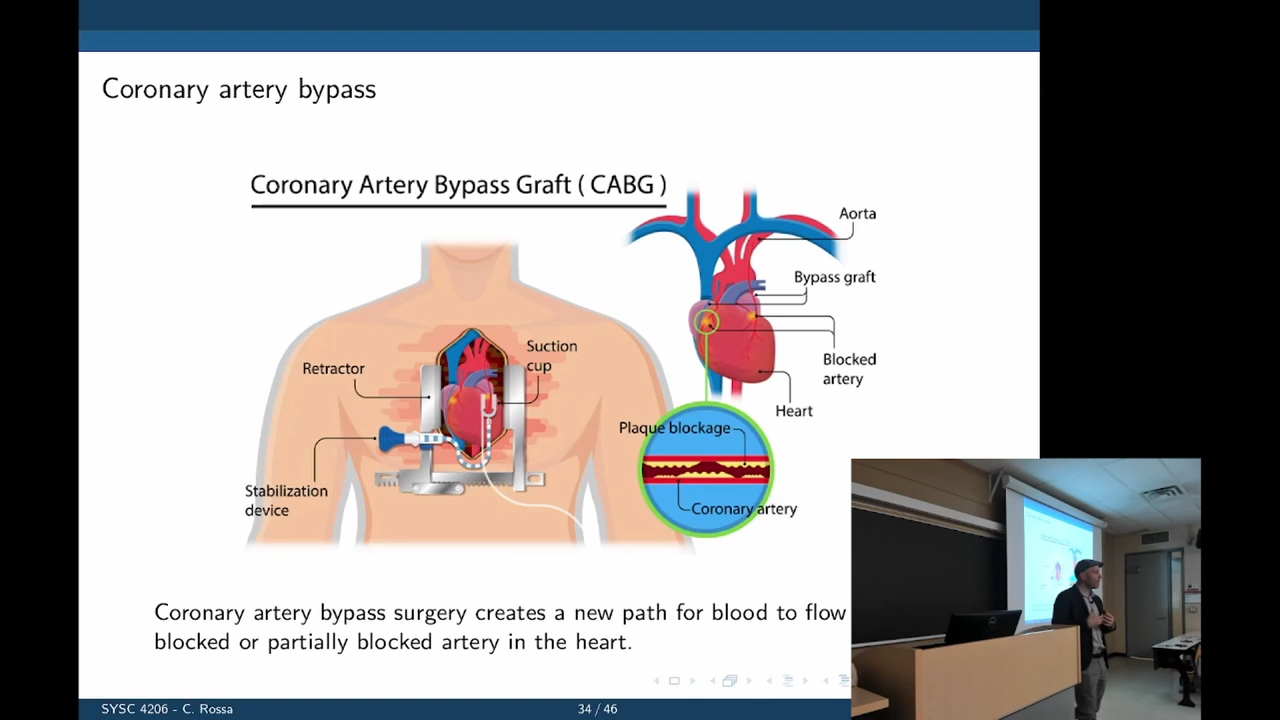 Coronary artery bypass
Coronary Artery Bypass Graft ( CABG )
Aorta
Bypass graft
Blocked
artery
Heart
Suction
cup
Retractor
Stabilization
device
Plaque blockage
Coronary artery
Coronary artery bypass surgery creates a new path for blood to flow
blocked or partially blocked artery in the heart.
SYSC 4206 - C. Rossa
34 / 46